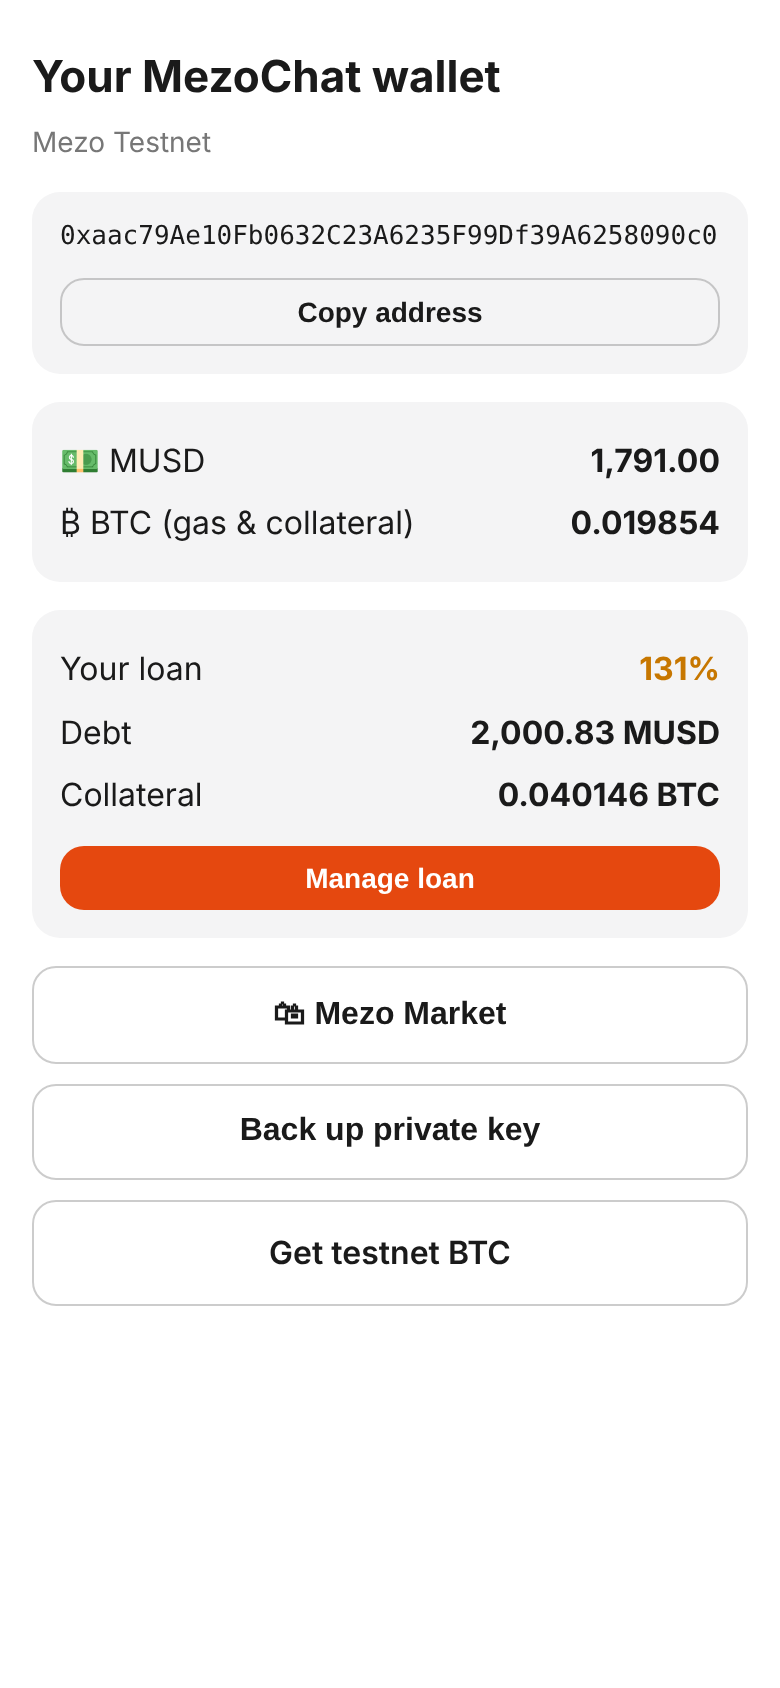 Your MezoChat wallet
Mezo Testnet
0xaac79Ae10Fb0632C23A6235F99Df39A6258090c0
Copy address
💵 MUSD 1,791.00
₿ BTC (gas & collateral) 0.019854
Your loan 131%
Debt 2,000.83 MUSD
Collateral 0.040146 BTC
Manage loan
🛍 Mezo Market
Back up private key
Get testnet BTC